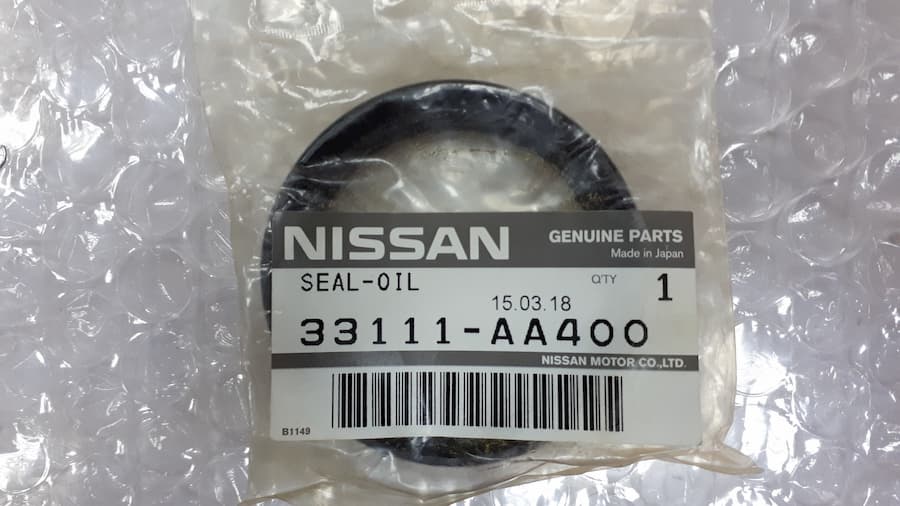 NISSAN GENUINE PARTS
Made in Japan
SEAL-OIL Q'TY 1
15.03.18
33111-AA400
NISSAN MOTOR CO.,LTD.
B1149